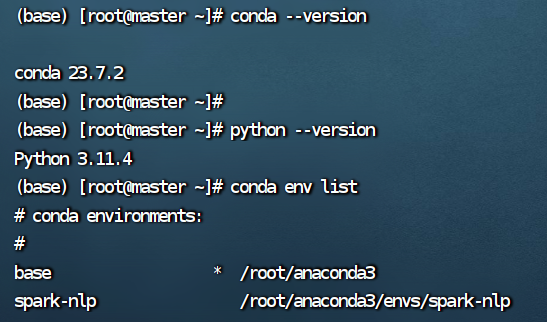 (base) [root@master ~]# conda --version
conda 23.7.2
(base) [root@master ~]#
(base) [root@master ~]# python --version
Python 3.11.4
(base) [root@master ~]# conda env list
# conda environments:
#
base * /root/anaconda3
spark-nlp /root/anaconda3/envs/spark-nlp